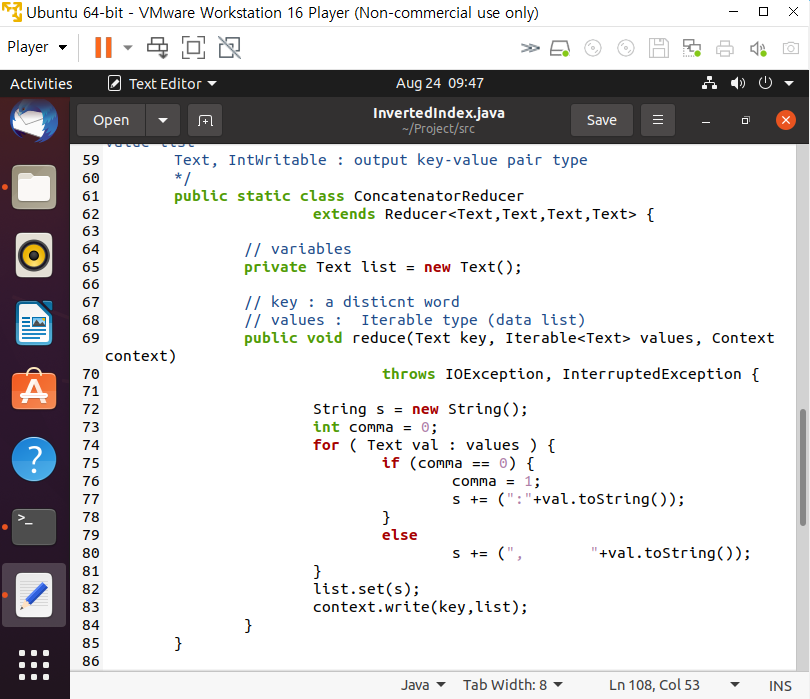 Ubuntu 64-bit - VMware Workstation 16 Player (Non-commercial use only)
Player
Activities Text Editor Aug 24 09:47
Open InvertedIndex.java Save
~/Project/src
value list
59 Text, IntWritable : output key-value pair type
60 */
61 public static class ConcatenatorReducer
62 extends Reducer<Text,Text,Text,Text> {
63
64 // variables
65 private Text list = new Text();
66
67 // key : a disticnt word
68 // values :  Iterable type (data list)
69 public void reduce(Text key, Iterable<Text> values, Context
context)
70 throws IOException, InterruptedException {
71
72 String s = new String();
73 int comma = 0;
74 for ( Text val : values ) {
75 if (comma == 0) {
76 comma = 1;
77 s += (":"+val.toString());
78 }
79 else
80 s += (",        "+val.toString());
81 }
82 list.set(s);
83 context.write(key,list);
84 }
85 }
86
Java Tab Width: 8 Ln 108, Col 53 INS